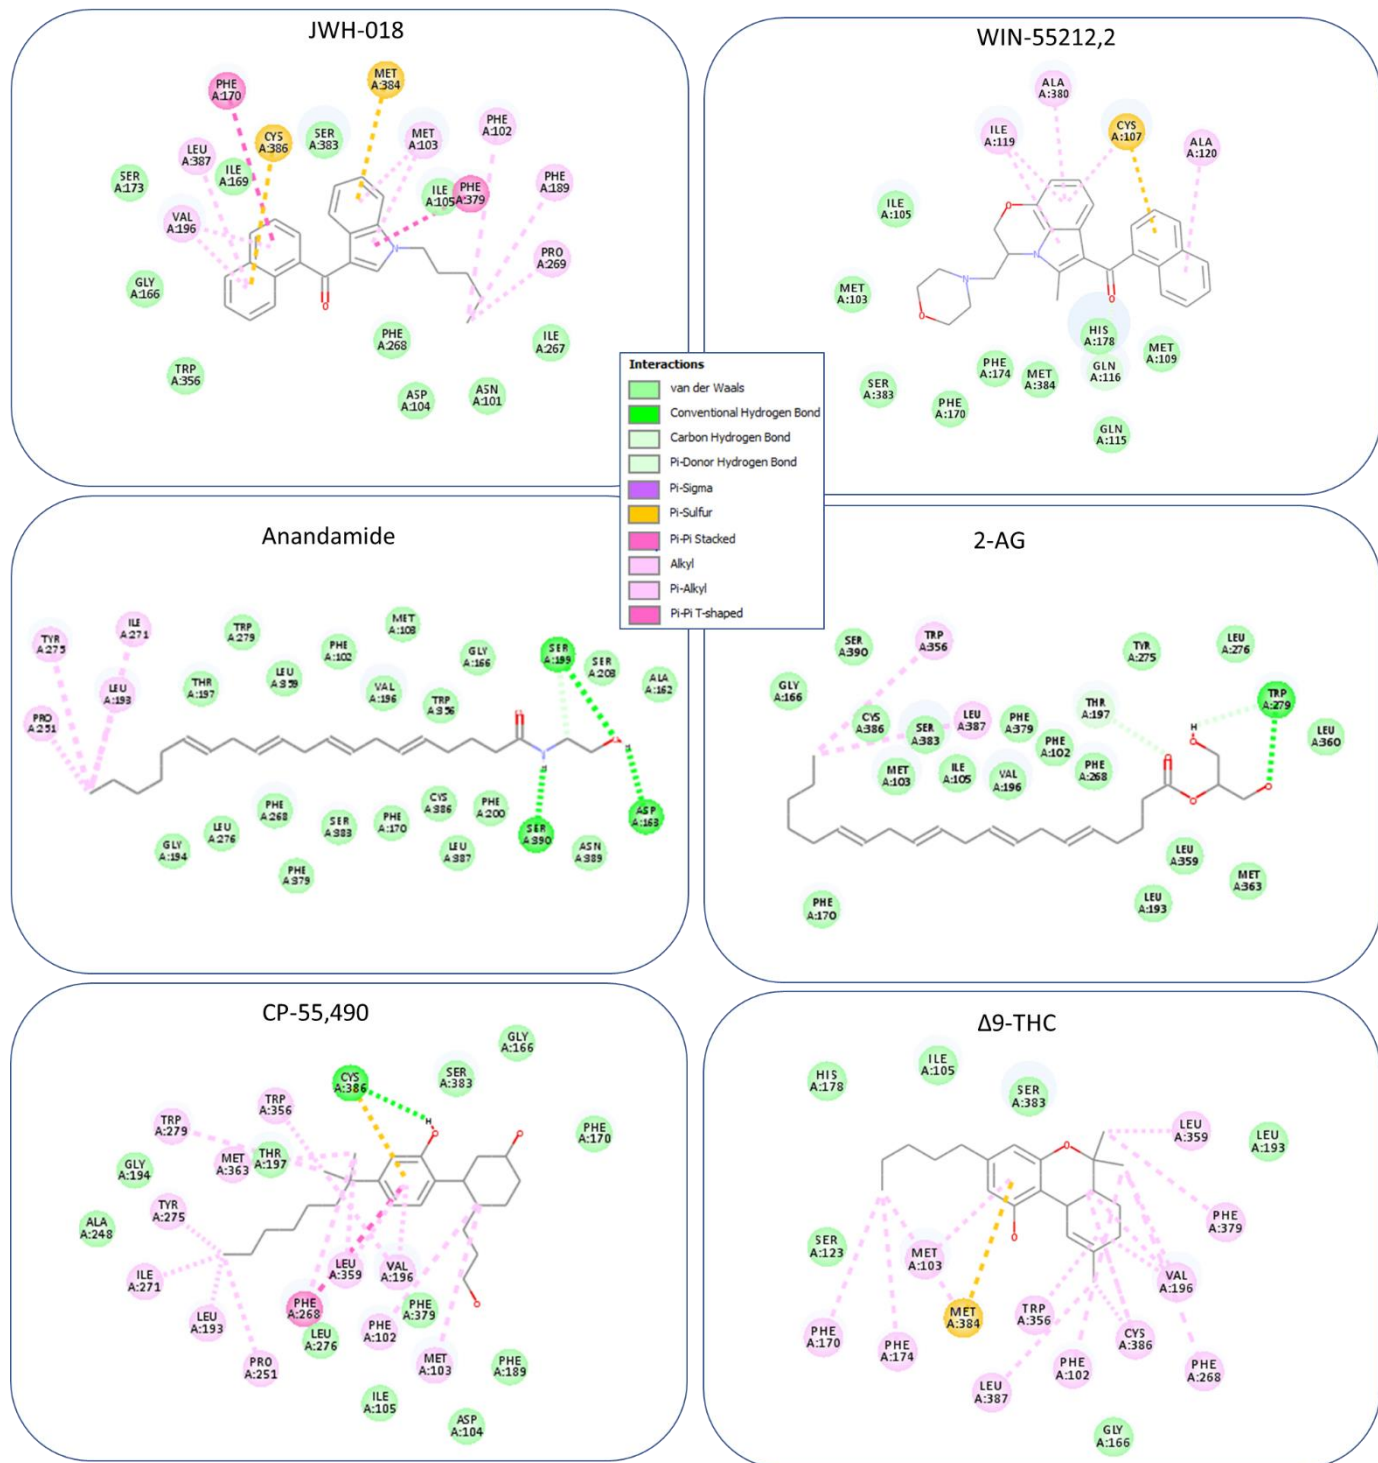 JWH-018
PHE
A:170
MET
A:384
CYS
A:386
SER
A:383
MET
A:103
PHE
A:102
LEU
A:387
ILE
A:169
SER
A:173
ILE
A:105
PHE
A:379
PHE
A:189
VAL
A:196
N
PRO
A:269
GLY
A:166
O
PHE
A:268
ILE
A:267
TRP
A:356
ASP
A:104
ASN
A:101
WIN-55212,2
ALA
A:380
ILE
A:119
CYS
A:107
ALA
A:120
ILE
A:105
O
N
MET
A:103
N
O
O
HIS
A:178
MET
A:109
PHE
A:174
MET
A:384
GLN
A:116
SER
A:383
PHE
A:170
GLN
A:115
Interactions
van der Waals
Conventional Hydrogen Bond
Carbon Hydrogen Bond
Pi-Donor Hydrogen Bond
Pi-Sigma
Pi-Sulfur
Pi-Pi Stacked
Alkyl
Pi-Alkyl
Pi-Pi T-shaped
Anandamide
TYR
A:275
ILE
A:271
TRP
A:279
PHE
A:102
MET
A:103
GLY
A:166
SER
A:199
SER
A:203
ALA
A:162
THR
A:197
LEU
A:359
LEU
A:193
VAL
A:196
TRP
A:356
PRO
A:251
O
N
H
O
H
GLY
A:194
LEU
A:276
PHE
A:268
SER
A:383
PHE
A:170
CYS
A:386
PHE
A:200
SER
A:390
ASP
A:163
PHE
A:379
LEU
A:387
ASN
A:389
2-AG
SER
A:390
TRP
A:356
TYR
A:275
LEU
A:276
GLY
A:166
CYS
A:386
SER
A:383
LEU
A:387
PHE
A:379
THR
A:197
TRP
A:279
MET
A:103
ILE
A:105
VAL
A:196
PHE
A:102
PHE
A:268
LEU
A:360
H
O
O
O
O
LEU
A:359
MET
A:363
PHE
A:170
LEU
A:193
CP-55,490
CYS
A:386
SER
A:383
GLY
A:166
TRP
A:356
TRP
A:279
MET
A:363
THR
A:197
PHE
A:170
GLY
A:194
H
O
O
TYR
A:275
ALA
A:248
ILE
A:271
LEU
A:359
VAL
A:196
O
LEU
A:193
PHE
A:268
PHE
A:379
LEU
A:276
PHE
A:102
PRO
A:251
MET
A:103
PHE
A:189
ILE
A:105
ASP
A:104
Δ9-THC
HIS
A:178
ILE
A:105
SER
A:383
LEU
A:359
LEU
A:193
O
O
PHE
A:379
SER
A:123
MET
A:103
VAL
A:196
PHE
A:170
PHE
A:174
MET
A:384
TRP
A:356
CYS
A:386
LEU
A:387
PHE
A:102
PHE
A:268
GLY
A:166